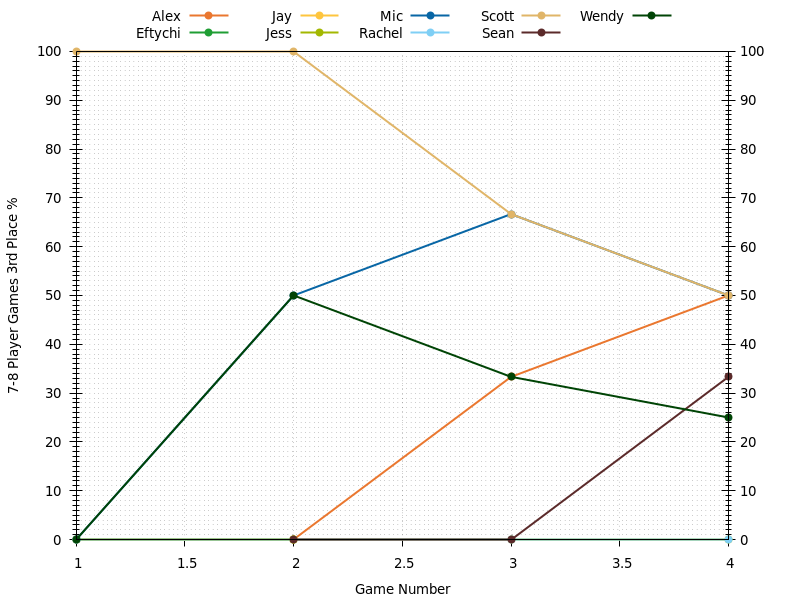 Alex Jay Mic Scott Wendy
Eftychi Jess Rachel Sean
100 100
90 90
80 80
70 70
60 60
50 50
40 40
30 30
20 20
10 10
0 0
7-8 Player Games 3rd Place %
1 1.5 2 2.5 3 3.5 4
Game Number